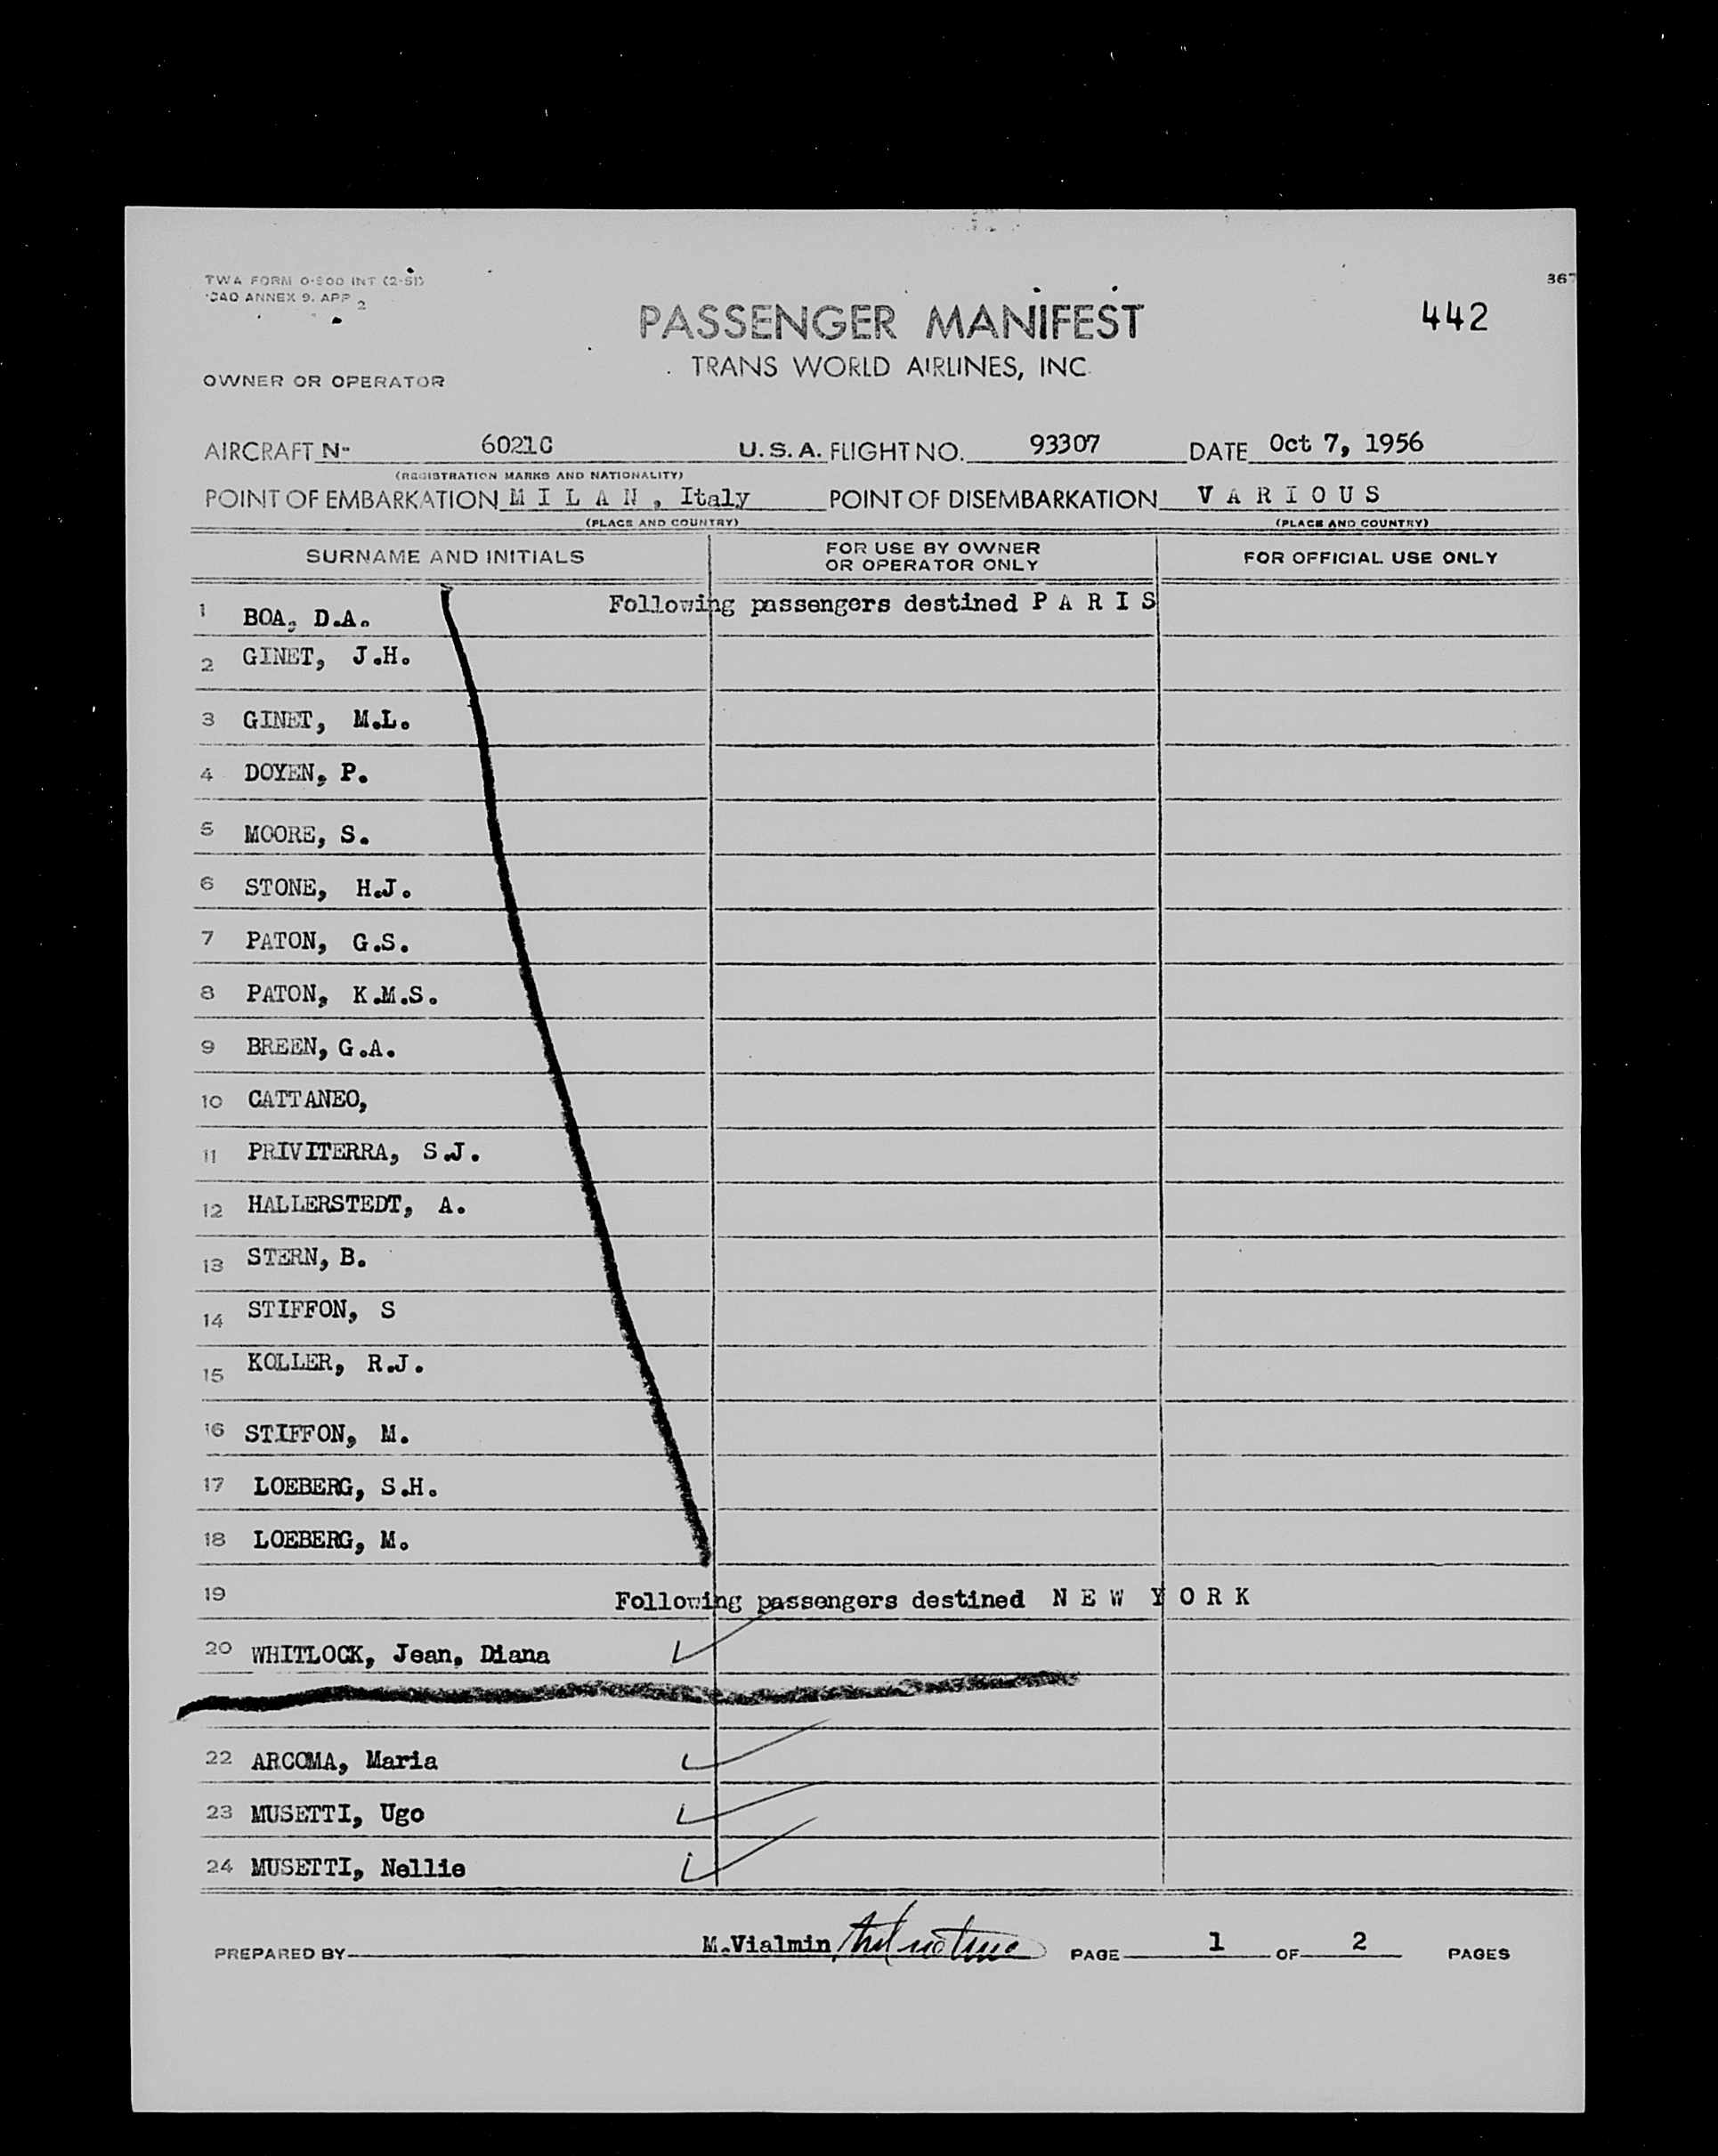 TWA FORM 0-900 INT (2-51)
ICAO ANNEX 9. APP 2
367
PASSENGER MANIFEST
442
TRANS WORLD AIRLINES, INC.
OWNER OR OPERATOR
AIRCRAFT N- 6021C U.S.A. FLIGHT NO. 93307 DATE Oct 7, 1956
(REGISTRATION MARKS AND NATIONALITY)
POINT OF EMBARKATION M I L A N , Italy POINT OF DISEMBARKATION V A R I O U S
(PLACE AND COUNTRY) (PLACE AND COUNTRY)
SURNAME AND INITIALS FOR USE BY OWNER OR OPERATOR ONLY FOR OFFICIAL USE ONLY
Following passengers destined P A R I S
1 BOA, D.A.
2 GINET, J.H.
3 GINET, M.L.
4 DOYEN, P.
5 MOORE, S.
6 STONE, H.J.
7 PATON, G.S.
8 PATON, K.M.S.
9 BREEN, G.A.
10 CATTANEO,
11 PRIVITERRA, S.J.
12 HALLERSTEDT, A.
13 STERN, B.
14 STIFFON, S
15 KOLLER, R.J.
16 STIFFON, M.
17 LOEBERG, S.H.
18 LOEBERG, M.
19 Following passengers destined N E W Y O R K
20 WHITLOCK, Jean, Diana
22 ARCOMA, Maria
23 MUSETTI, Ugo
24 MUSETTI, Nellie
PREPARED BY M.Vialmin PAGE 1 OF 2 PAGES